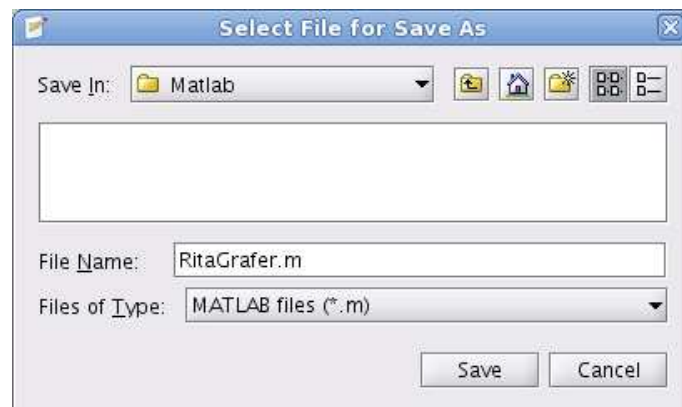 Select File for Save As
Save In: Matlab
File Name: RitaGrafer.m
Files of Type: MATLAB files (*.m)
Save Cancel